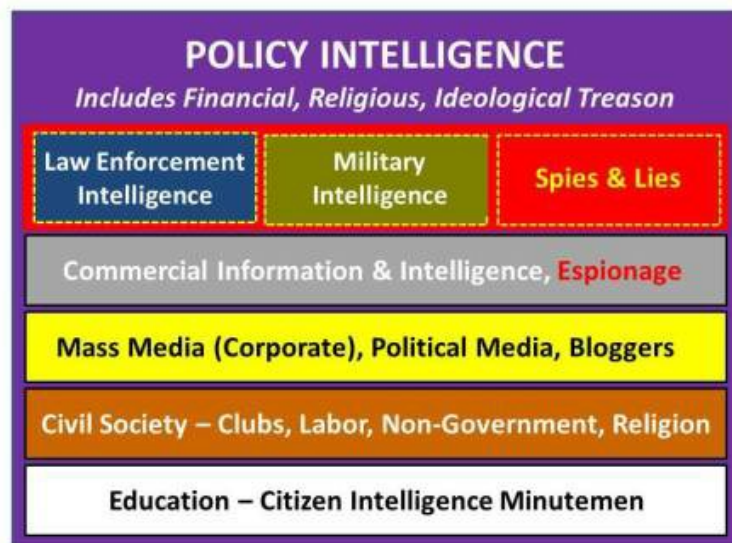 POLICY INTELLIGENCE
Includes Financial, Religious, Ideological Treason
Law Enforcement
Intelligence
Military
Intelligence
Spies & Lies
Commercial Information & Intelligence, Espionage
Mass Media (Corporate), Political Media, Bloggers
Civil Society – Clubs, Labor, Non-Government, Religion
Education – Citizen Intelligence Minutemen